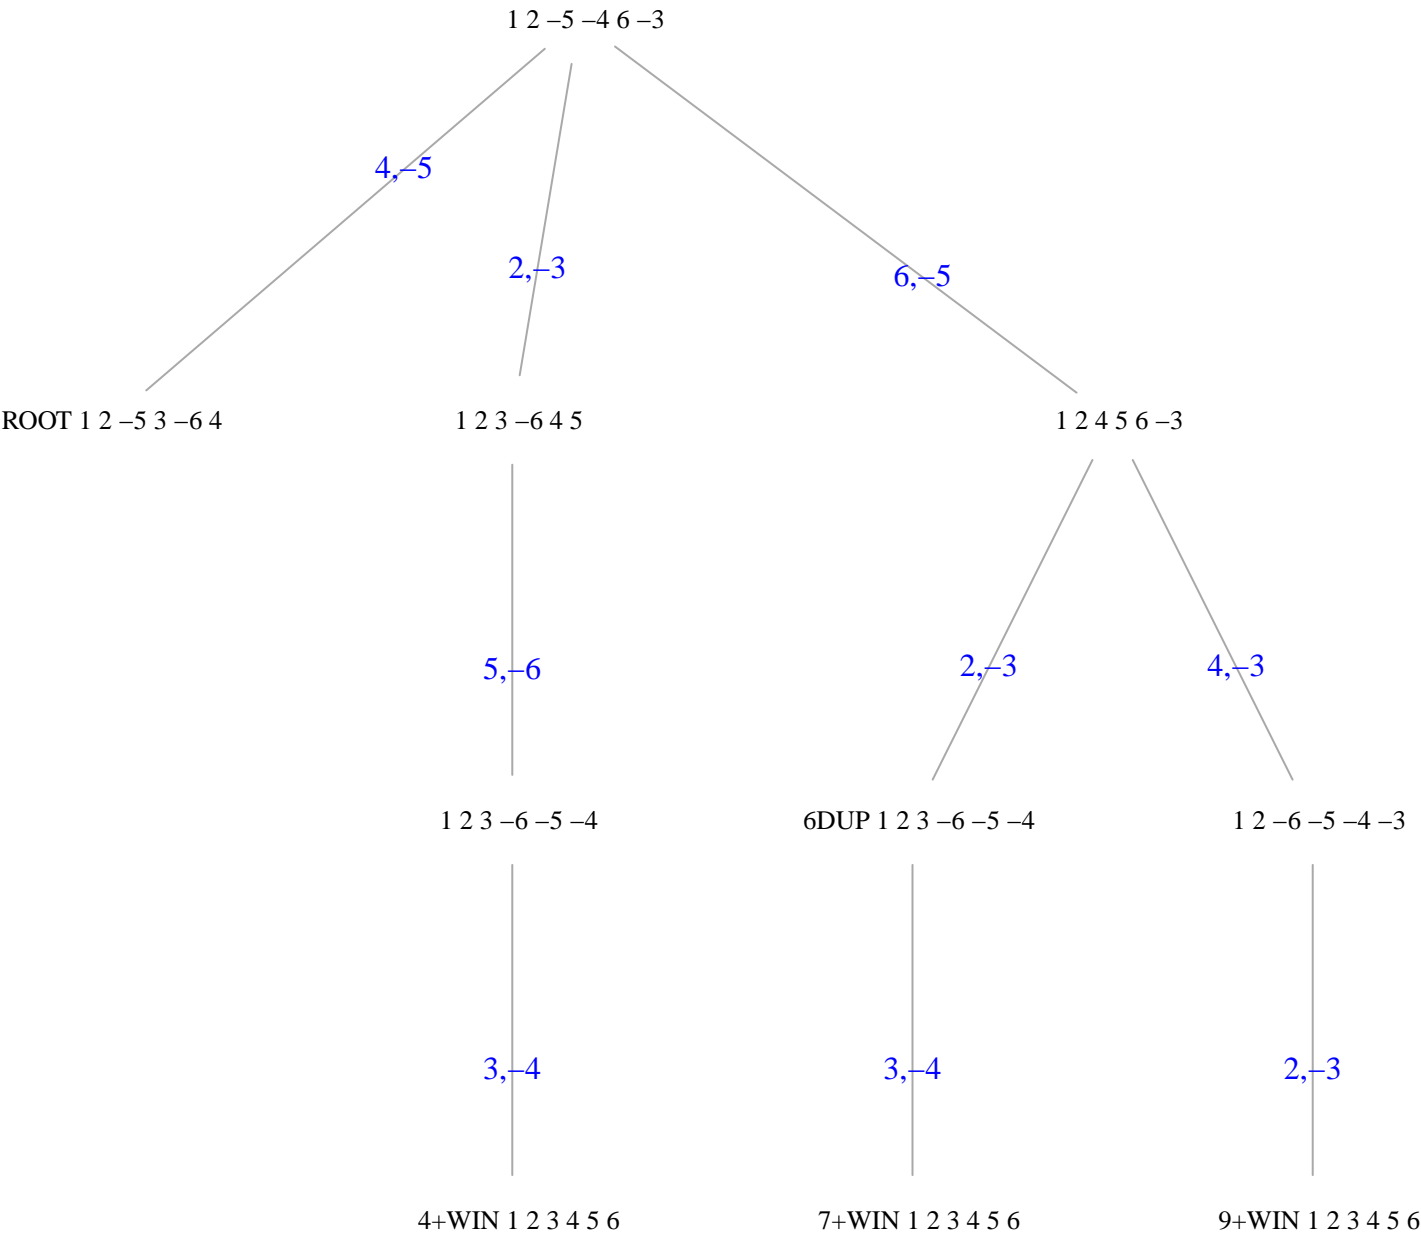 1 2 –5 –4 6 –3
4,–5
2,–3
6,–5
ROOT 1 2 –5 3 –6 4
1 2 3 –6 4 5
1 2 4 5 6 –3
5,–6
2,–3
4,–3
1 2 3 –6 –5 –4
6DUP 1 2 3 –6 –5 –4
1 2 –6 –5 –4 –3
3,–4
3,–4
2,–3
4+WIN 1 2 3 4 5 6
7+WIN 1 2 3 4 5 6
9+WIN 1 2 3 4 5 6